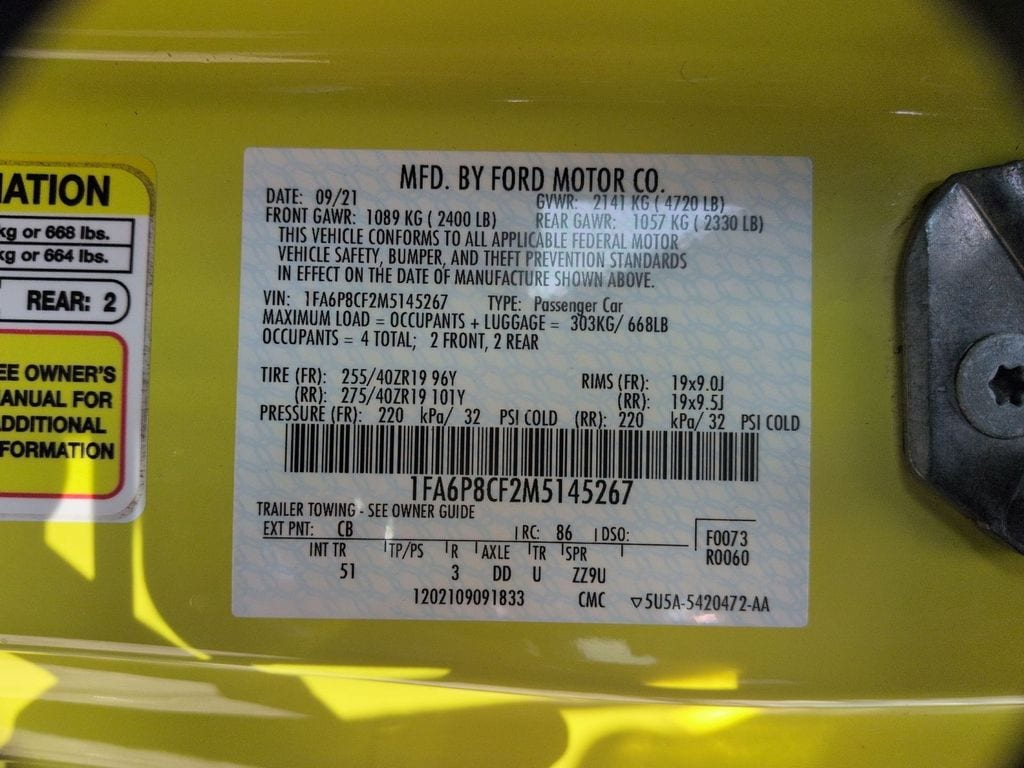 MATION
kg or 668 lbs.
kg or 664 lbs.
REAR: 2
EE OWNER'S
ANUAL FOR
DDITIONAL
FORMATION
MFD. BY FORD MOTOR CO.
DATE: 09/21 GVWR: 2141 KG ( 4720 LB)
FRONT GAWR: 1089 KG ( 2400 LB) REAR GAWR: 1057 KG ( 2330 LB)
THIS VEHICLE CONFORMS TO ALL APPLICABLE FEDERAL MOTOR
VEHICLE SAFETY, BUMPER, AND THEFT PREVENTION STANDARDS
IN EFFECT ON THE DATE OF MANUFACTURE SHOWN ABOVE.
VIN: 1FA6P8CF2M5145267 TYPE: Passenger Car
MAXIMUM LOAD = OCCUPANTS + LUGGAGE = 303KG/ 668LB
OCCUPANTS = 4 TOTAL; 2 FRONT, 2 REAR
TIRE (FR): 255/40ZR19 96Y RIMS (FR): 19x9.0J
(RR): 275/40ZR19 101Y (RR): 19x9.5J
PRESSURE (FR): 220 kPa/ 32 PSI COLD (RR): 220 kPa/ 32 PSI COLD
1FA6P8CF2M5145267
TRAILER TOWING - SEE OWNER GUIDE
EXT PNT: CB RC: 86 DSO: F0073
INT TR TP/PS R AXLE TR SPR R0060
51 3 DD U ZZ9U
1202109091833 CMC ▽5U5A-5420472-AA